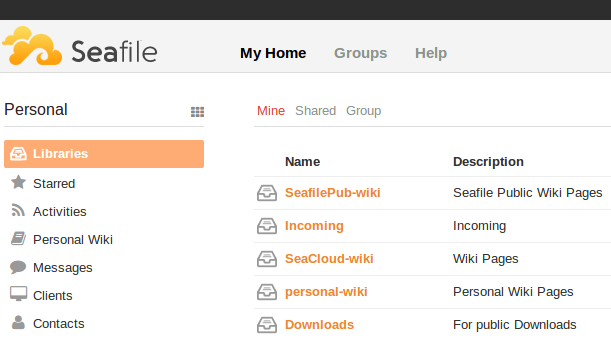 Seafile
My Home Groups Help
Personal
Mine Shared Group
Libraries
Starred
Activities
Personal Wiki
Messages
Clients
Contacts
Name Description
SeafilePub-wiki Seafile Public Wiki Pages
Incoming Incoming
SeaCloud-wiki Wiki Pages
personal-wiki Personal Wiki Pages
Downloads For public Downloads